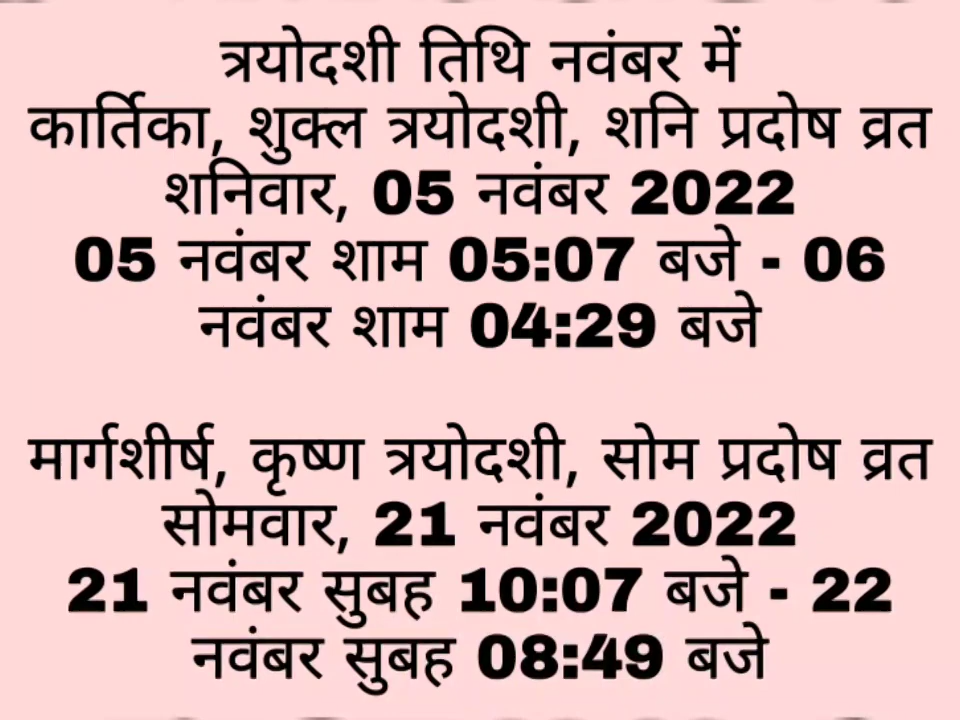 त्रयोदशी तिथि नवंबर में
कार्तिका, शुक्ल त्रयोदशी, शनि प्रदोष व्रत
शनिवार, 05 नवंबर 2022
05 नवंबर शाम 05:07 बजे - 06
नवंबर शाम 04:29 बजे
मार्गशीर्ष, कृष्ण त्रयोदशी, सोम प्रदोष व्रत
सोमवार, 21 नवंबर 2022
21 नवंबर सुबह 10:07 बजे - 22
नवंबर सुबह 08:49 बजे